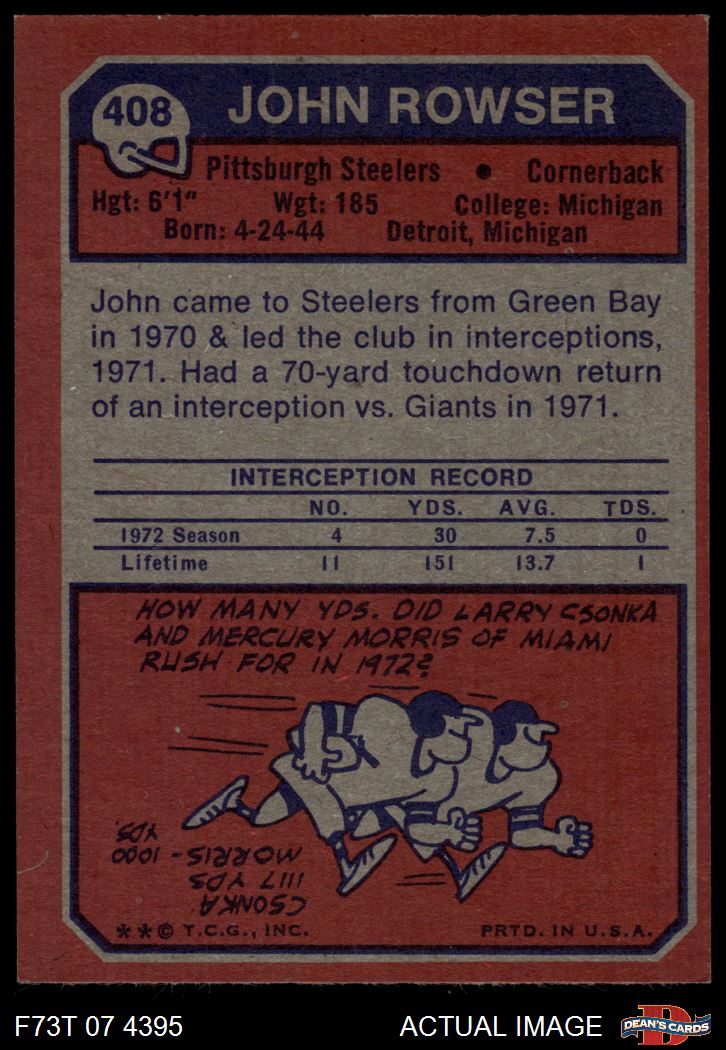 408
JOHN ROWSER
Pittsburgh Steelers • Cornerback
Hgt: 6'1" Wgt: 185 College: Michigan
Born: 4-24-44 Detroit, Michigan
John came to Steelers from Green Bay
in 1970 & led the club in interceptions,
1971. Had a 70-yard touchdown return
of an interception vs. Giants in 1971.
INTERCEPTION RECORD
NO. YDS. AVG. TDS.
1972 Season 4 30 7.5 0
Lifetime 11 151 13.7 1
HOW MANY YDS. DID LARRY CSONKA
AND MERCURY MORRIS OF MIAMI
RUSH FOR IN 1972?
CSONKA
1117 YDS
MORRIS - 1000
YDS.
**© T.C.G., INC. PRTD. IN U.S.A.
F73T 07 4395 ACTUAL IMAGE
D
DEAN'S CARDS